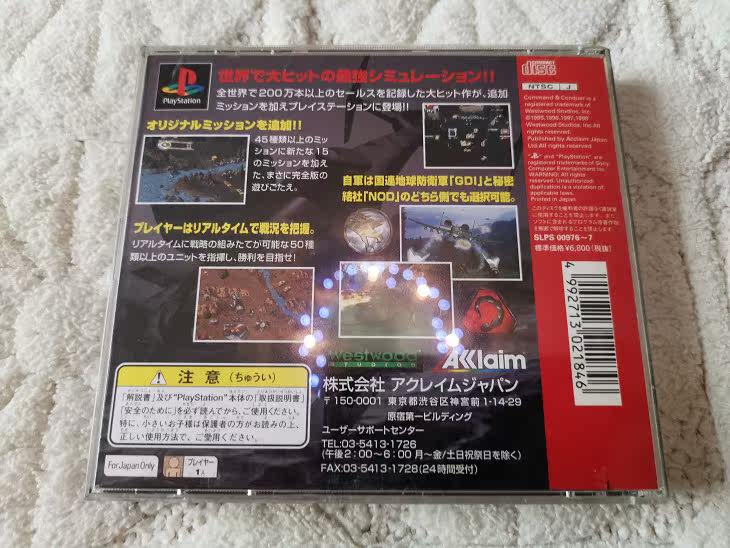 PlayStation
世界で大ヒットの最強シミュレーション!!
全世界で200万本以上のセールスを記録した大ヒット作が、追加
ミッションを加えプレイステーションに登場!!
オリジナルミッションを追加!!
45種類以上のミッ
ションに新たな15
のミッションを加え
た、まさに完全版の
遊びごたえ。
自軍は国連地球防衛軍「GDI」と秘密
結社「NOD」のどちら側でも選択可能。
プレイヤーはリアルタイムで戦況を把握。
リアルタイムに戦略の組みたてが可能な50種
類以上のユニットを指揮し、勝利を目指せ!
Westwood
STUDIOS
AKklaim
株式会社 アクレイムジャパン
〒150-0001 東京都渋谷区神宮前 1-14-29
原宿第一ビルディング
ユーザーサポートセンター
TEL:03-5413-1726
(午後2:00〜6:00 月〜金/土日祝祭日を除く)
FAX:03-5413-1728(24時間受付)
注意(ちゅうい)
「解説書」及び"PlayStation"本体の「取扱説明書」
「安全のために」を必ず読んでから、ご使用ください。
特に、小さいお子様は保護者の方がお読みの上、
正しい使用方法で、ご愛用ください。
For Japan Only
プレイヤー
1人
COMPACT
disc
NTSC J
Command & Conquer is a
registered trademark of
Westwood Studios, Inc.
©1995,1996,1997,1998
Westwood Studios, Inc.All
rights reserved.
Published by Acclaim Japan
Ltd.All rights reserved.
" " and "PlayStation" are
registered trademarks of Sony
Computer Entertainment Inc.
WARNING: All rights
reserved. Unauthorized
duplication is a violation of
applicable laws.
Printed in Japan
SLPS 00976~7
標準価格 ¥6,800(税抜)
4 992713 021846